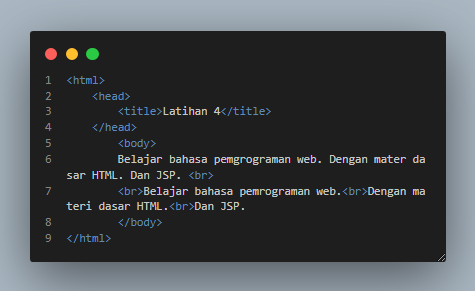 1 <html>
2     <head>
3         <title>Latihan 4</title>
4     </head>
5         <body>
6         Belajar bahasa pemgrograman web. Dengan mater da
sar HTML. Dan JSP. <br>
7         <br>Belajar bahasa pemrograman web.<br>Dengan ma
teri dasar HTML.<br>Dan JSP.
8         </body>
9 </html>